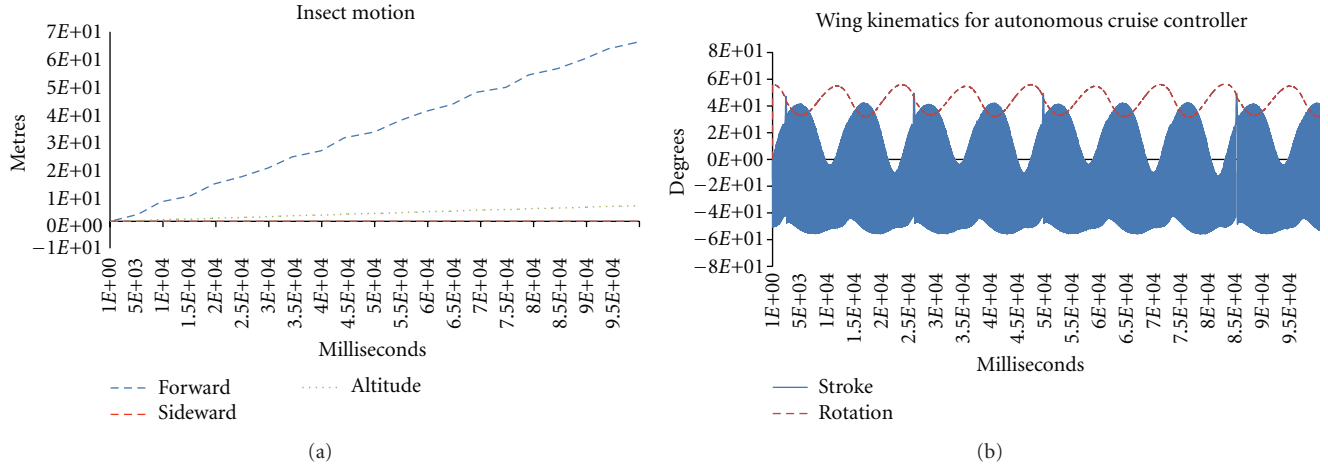 Insect motion
7E+01
6E+01
5E+01
4E+01
3E+01
2E+01
1E+01
0E+00
−1E+01
Metres
1E+00
5E+03
1E+04
1.5E+04
2E+04
2.5E+04
3E+04
3.5E+04
4E+04
4.5E+04
5E+04
5.5E+04
6E+04
6.5E+04
7E+04
7.5E+04
8E+04
8.5E+04
9E+04
9.5E+04
Milliseconds
Forward
Sideward
Altitude
(a)
Wing kinematics for autonomous cruise controller
8E+01
6E+01
4E+01
2E+01
0E+00
−2E+01
−4E+01
−6E+01
−8E+01
Degrees
1E+00
5E+03
1E+04
1.5E+04
2E+04
2.5E+04
3E+04
3.5E+04
4E+04
4.5E+04
5E+04
5.5E+04
6E+04
6.5E+04
7E+04
7.5E+04
8E+04
8.5E+04
9E+04
9.5E+04
Milliseconds
Stroke
Rotation
(b)